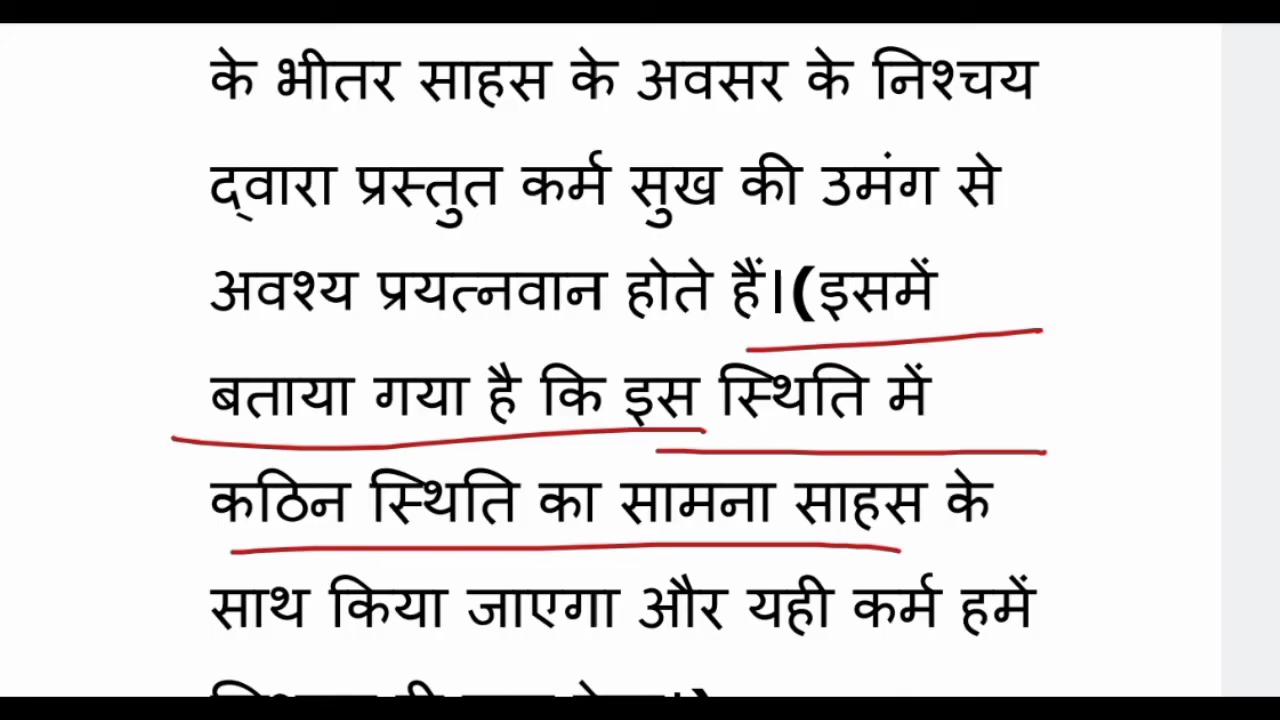 के भीतर साहस के अवसर के निश्चय
द्वारा प्रस्तुत कर्म सुख की उमंग से
अवश्य प्रयत्नवान होते हैं।(इसमें
बताया गया है कि इस स्थिति में
कठिन स्थिति का सामना साहस के
साथ किया जाएगा और यही कर्म हमें